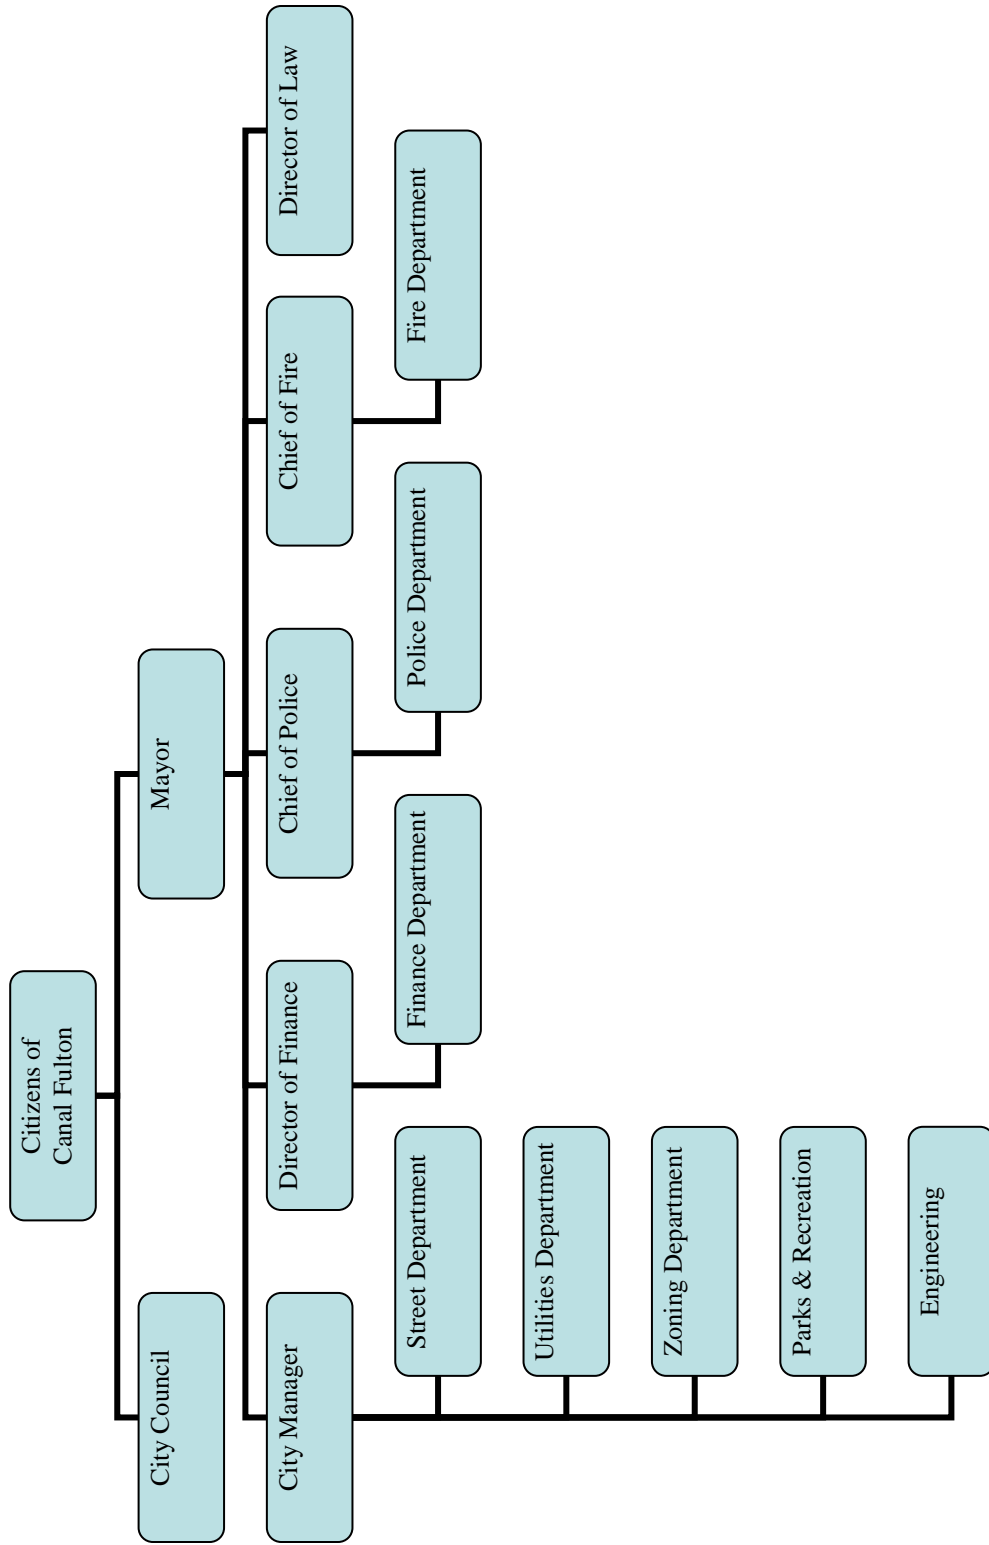 Citizens of
Canal Fulton
City Council
Mayor
City Manager
Director of Finance
Chief of Police
Chief of Fire
Director of Law
Street Department
Finance Department
Police Department
Fire Department
Utilities Department
Zoning Department
Parks & Recreation
Engineering